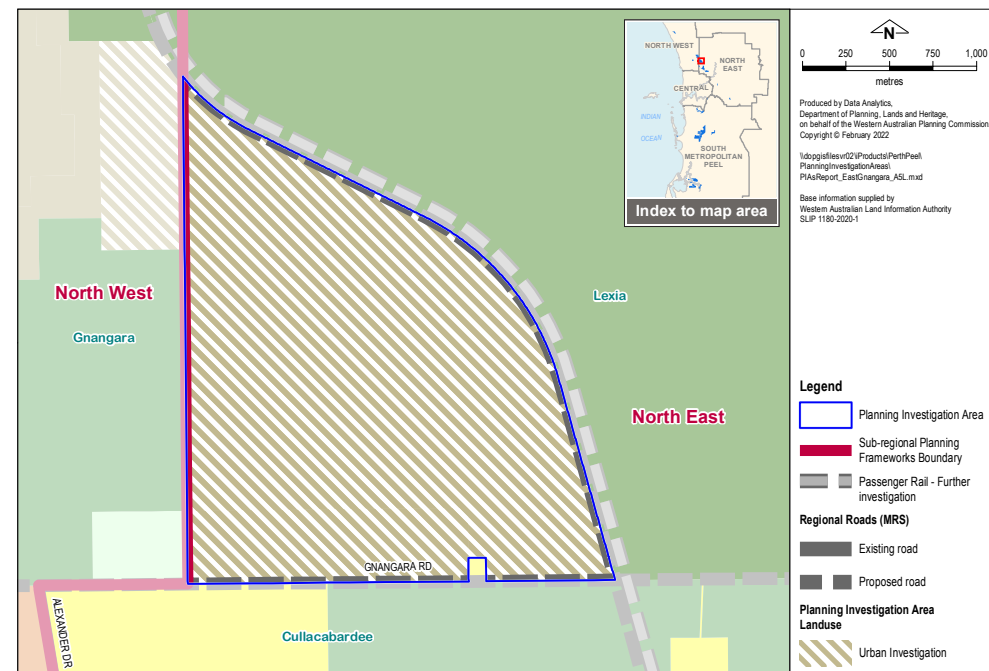 NORTH WEST
NORTH
EAST
CENTRAL
INDIAN
OCEAN
SOUTH
METROPOLITAN
PEEL
Index to map area
North West
Gnangara
Lexia
North East
GNANGARA RD
ALEXANDER DR
Cullacabardee
N
0 250 500 750 1,000
metres
Produced by Data Analytics,
Department of Planning, Lands and Heritage,
on behalf of the Western Australian Planning Commission
Copyright © February 2022
\\dopgisfilesvr02\iProducts\PerthPeel\
PlanningInvestigationAreas\
PIAsReport_EastGnangara_A5L.mxd
Base information supplied by
Western Australian Land Information Authority
SLIP 1180-2020-1
Legend
Planning Investigation Area
Sub-regional Planning
Frameworks Boundary
Passenger Rail - Further
investigation
Regional Roads (MRS)
Existing road
Proposed road
Planning Investigation Area
Landuse
Urban Investigation